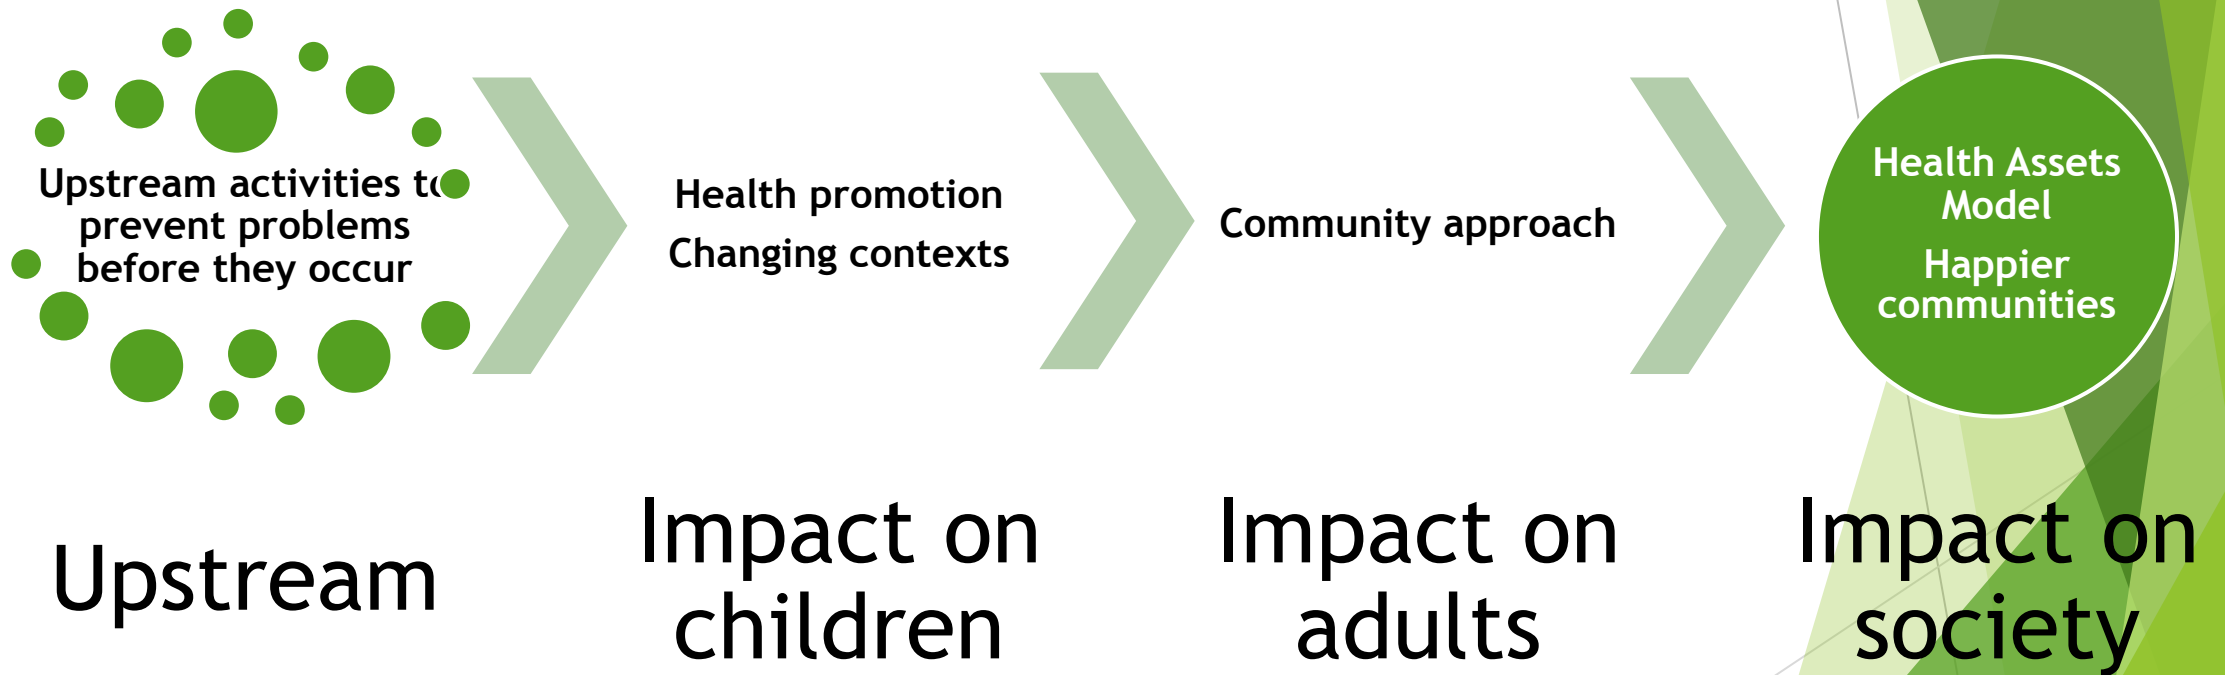 Upstream activities to
prevent problems
before they occur
Health promotion
Changing contexts
Community approach
Health Assets
Model
Happier
communities
Upstream
Impact on
children
Impact on
adults
Impact on
society